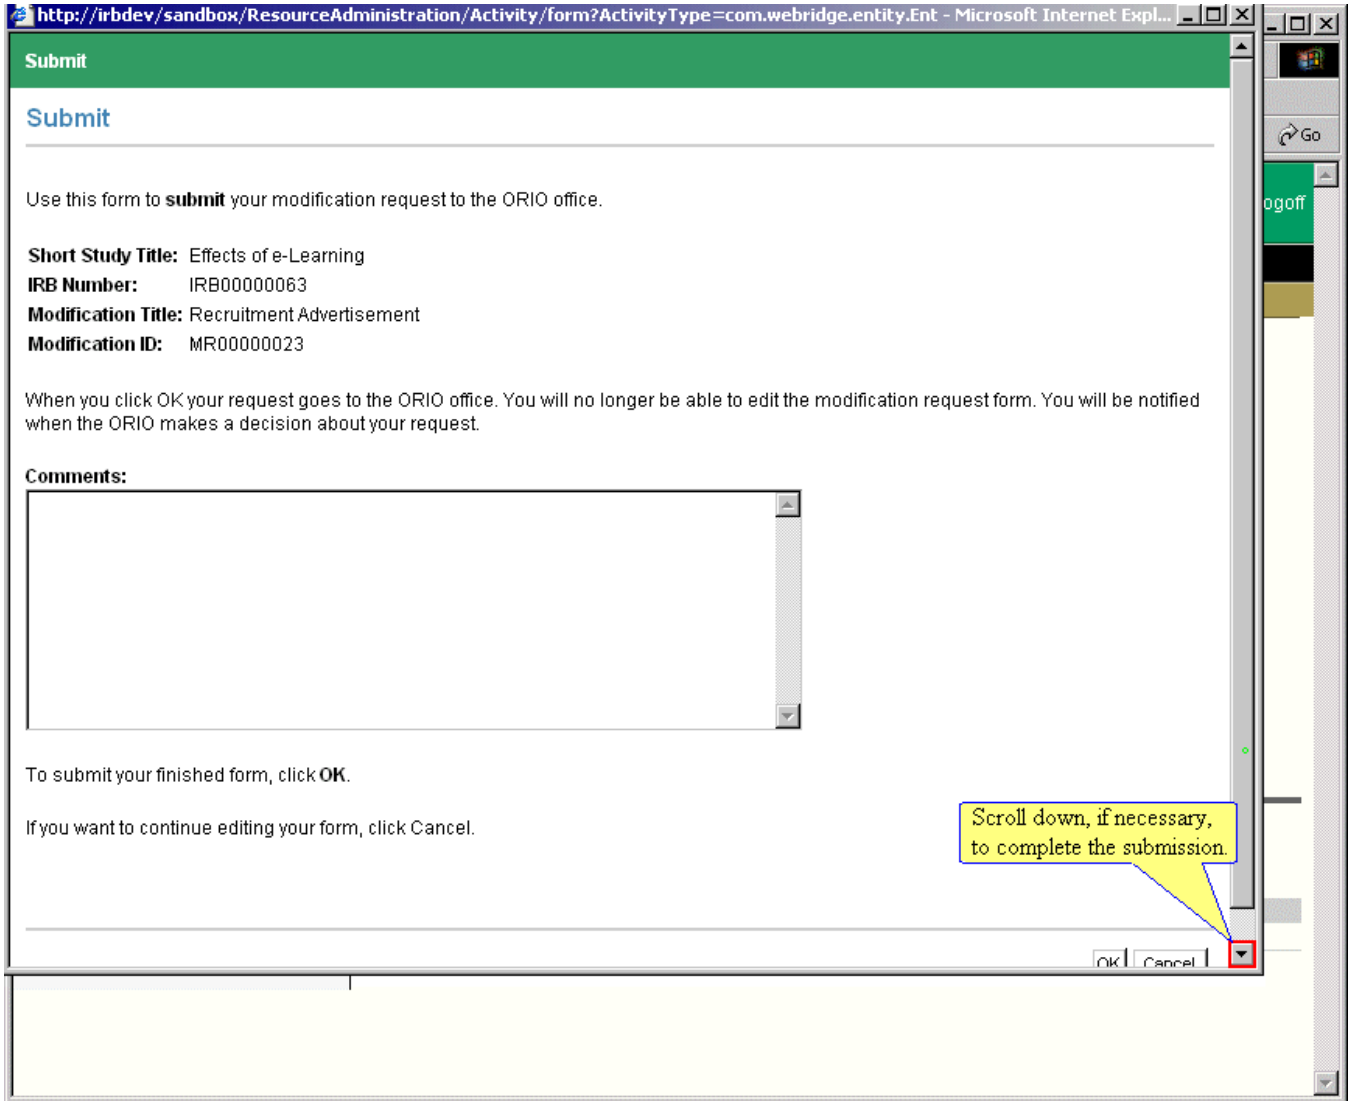 http://irbdev/sandbox/ResourceAdministration/Activity/form?ActivityType=com.webridge.entity.Ent - Microsoft Internet Expl...
Submit
Submit
Go
ogoff
Use this form to submit your modification request to the ORIO office.
Short Study Title: Effects of e-Learning
IRB Number: IRB00000063
Modification Title: Recruitment Advertisement
Modification ID: MR00000023
When you click OK your request goes to the ORIO office. You will no longer be able to edit the modification request form. You will be notified
when the ORIO makes a decision about your request.
Comments:
To submit your finished form, click OK.
If you want to continue editing your form, click Cancel.
Scroll down, if necessary,
to complete the submission.
OK Cancel